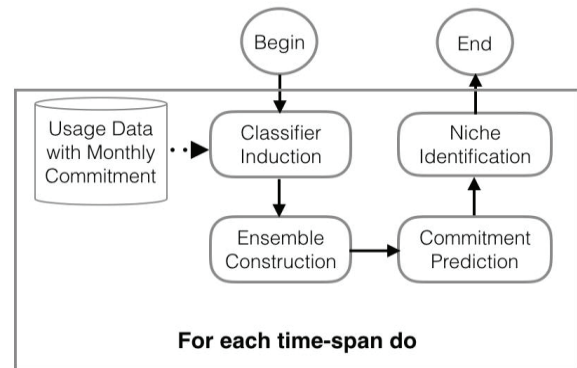 Begin
End
Usage Data
with Monthly
Commitment
Classifier
Induction
Niche
Identification
Ensemble
Construction
Commitment
Prediction
For each time-span do